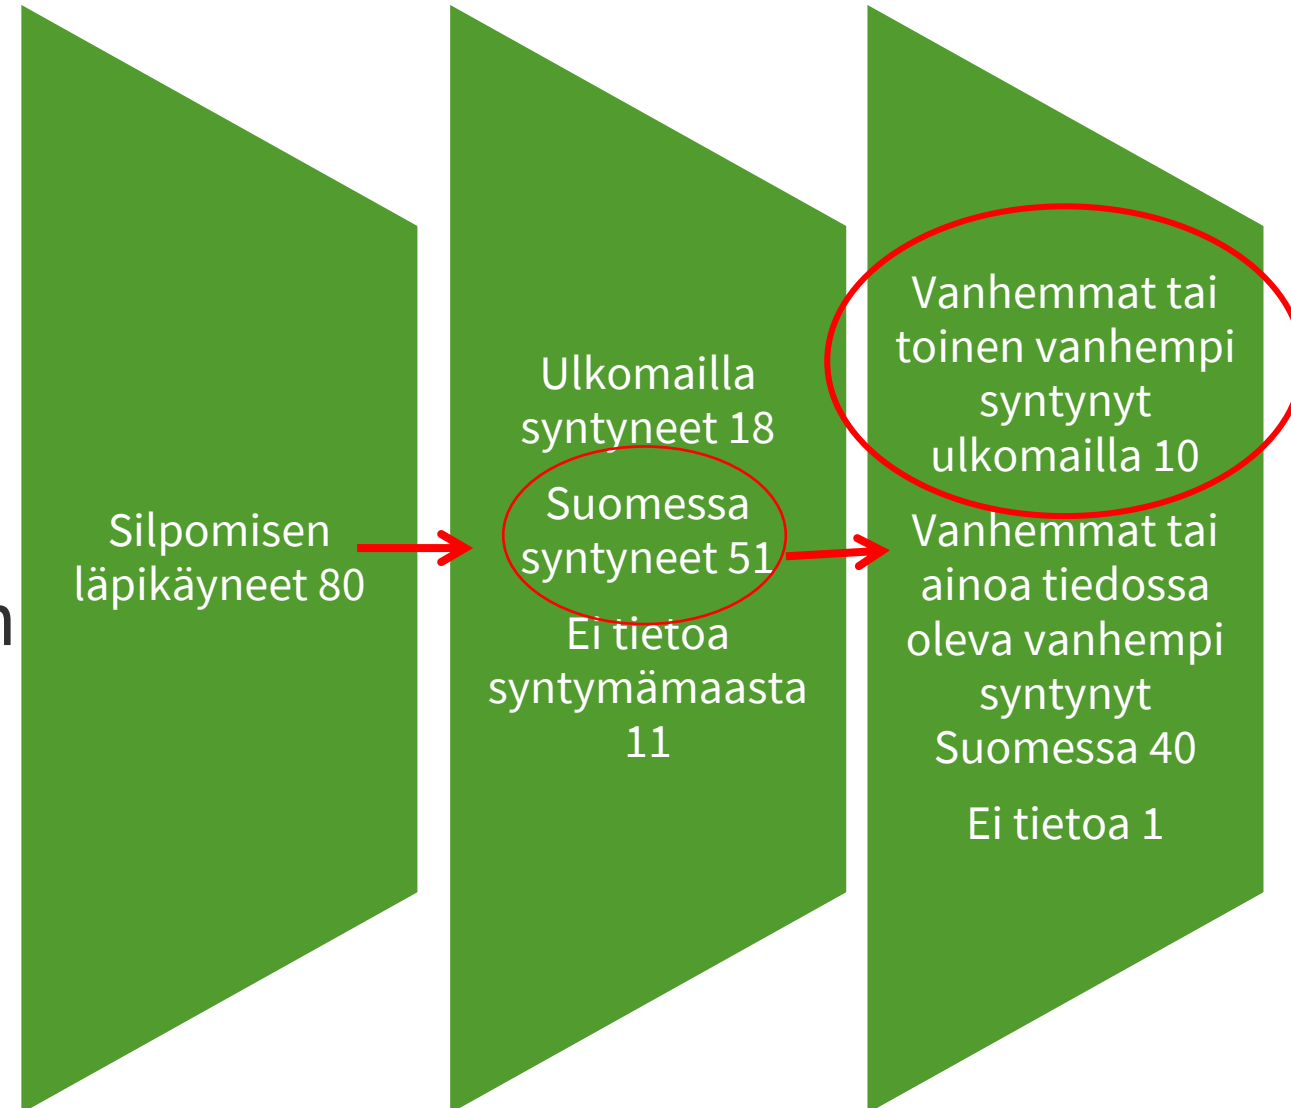 n
Silpomisen
läpikäyneet 80
Ulkomailla
syntyneet 18
Suomessa
syntyneet 51
Ei tietoa
syntymämaasta
11
Vanhemmat tai
toinen vanhempi
syntynyt
ulkomailla 10
Vanhemmat tai
ainoa tiedossa
oleva vanhempi
syntynyt
Suomessa 40
Ei tietoa 1